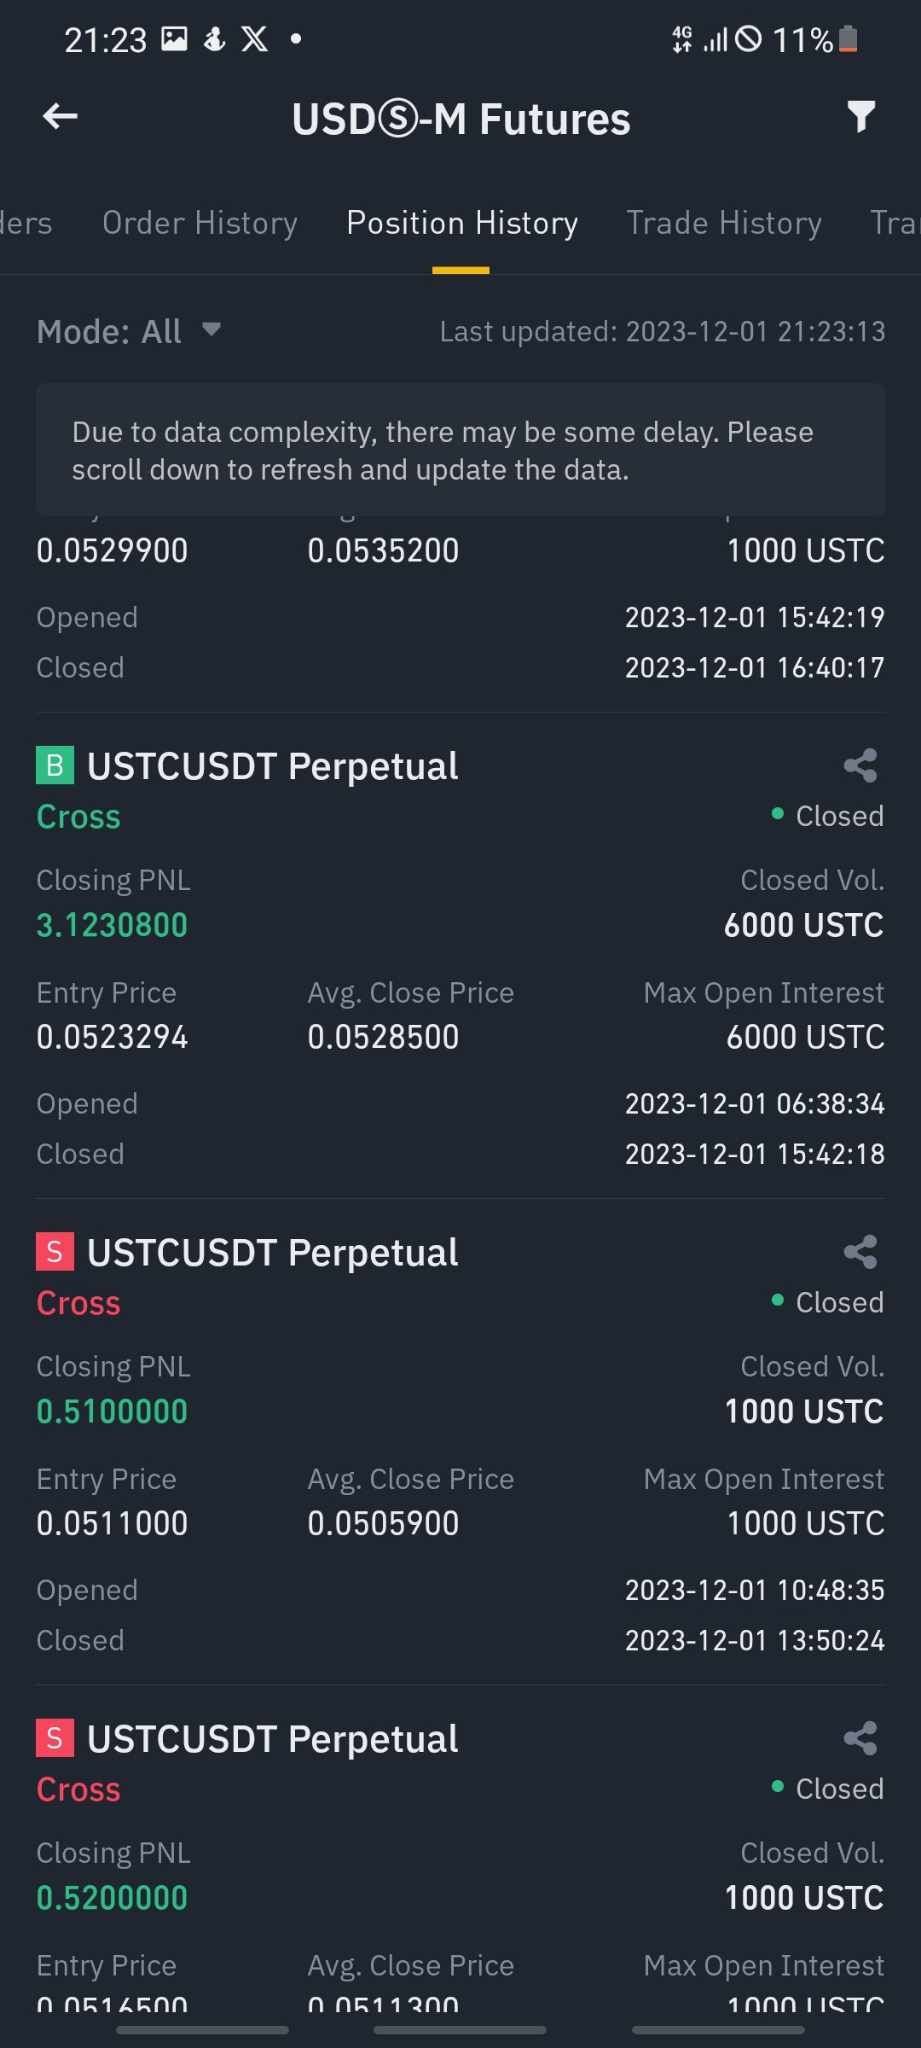 21:23 4G 11%
USDⓈ-M Futures
ders Order History Position History Trade History Tra
Mode: All Last updated: 2023-12-01 21:23:13
Due to data complexity, there may be some delay. Please
scroll down to refresh and update the data.
0.0529900 0.0535200 1000 USTC
Opened 2023-12-01 15:42:19
Closed 2023-12-01 16:40:17
B USTCUSDT Perpetual
Cross Closed
Closing PNL Closed Vol.
3.1230800 6000 USTC
Entry Price Avg. Close Price Max Open Interest
0.0523294 0.0528500 6000 USTC
Opened 2023-12-01 06:38:34
Closed 2023-12-01 15:42:18
S USTCUSDT Perpetual
Cross Closed
Closing PNL Closed Vol.
0.5100000 1000 USTC
Entry Price Avg. Close Price Max Open Interest
0.0511000 0.0505900 1000 USTC
Opened 2023-12-01 10:48:35
Closed 2023-12-01 13:50:24
S USTCUSDT Perpetual
Cross Closed
Closing PNL Closed Vol.
0.5200000 1000 USTC
Entry Price Avg. Close Price Max Open Interest
0.0516500 0.0511300 1000 USTC